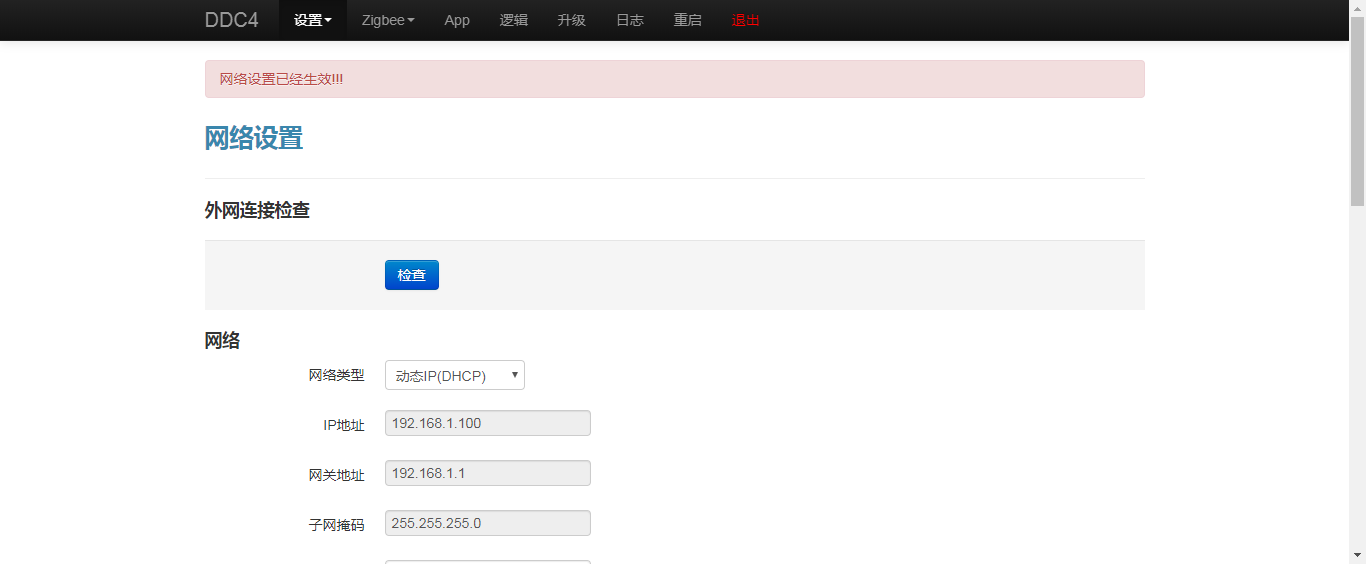 DDC4 设置 Zigbee App 逻辑 升级 日志 重启 退出
网络设置已经生效!!!
网络设置
外网连接检查
检查
网络
网络类型 动态IP(DHCP)
IP地址 192.168.1.100
网关地址 192.168.1.1
子网掩码 255.255.255.0